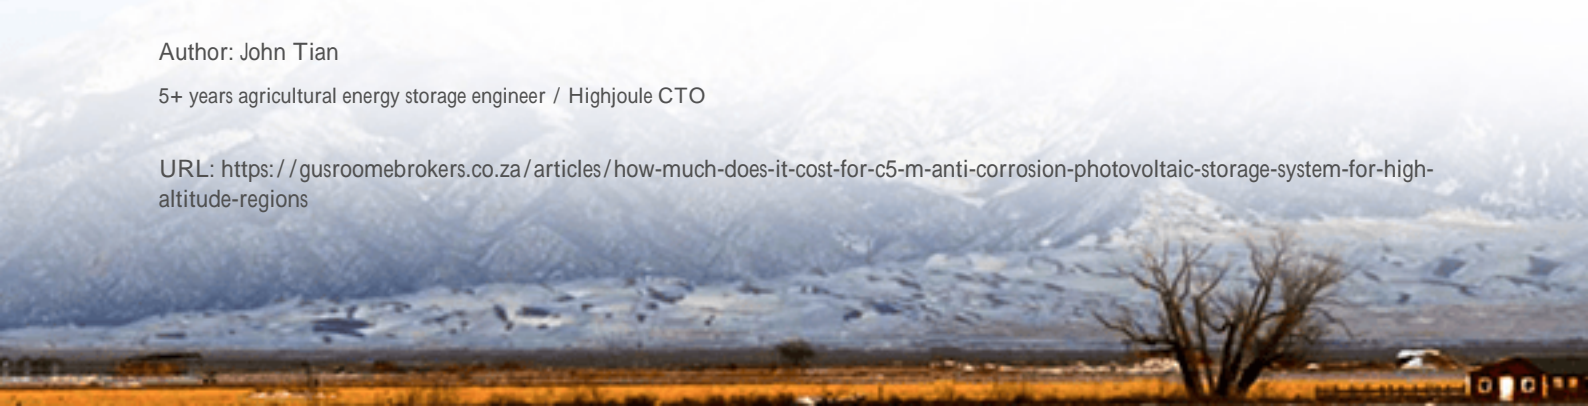 Author: John Tian
5+ years agricultural energy storage engineer / Highjoule CTO
URL: https://gusroomebrokers.co.za/articles/how-much-does-it-cost-for-c5-m-anti-corrosion-photovoltaic-storage-system-for-high-
altitude-regions